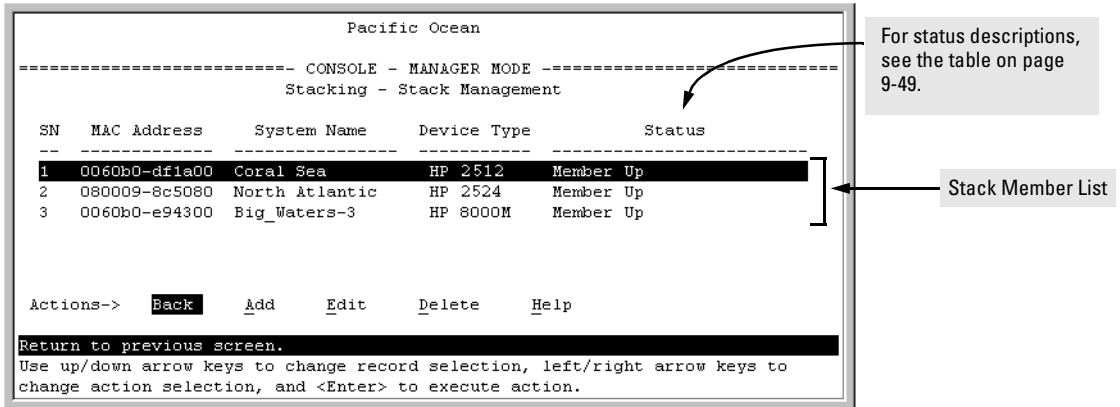 Pacific Ocean
===========================- CONSOLE - MANAGER MODE -============================
Stacking - Stack Management
SN MAC Address System Name Device Type Status
-- ------------- ---------------- ----------- --------------------------
1 0060b0-df1a00 Coral Sea HP 2512 Member Up
2 080009-8c5080 North Atlantic HP 2524 Member Up
3 0060b0-e94300 Big_Waters-3 HP 8000M Member Up
Actions-> Back Add Edit Delete Help
Return to previous screen.
Use up/down arrow keys to change record selection, left/right arrow keys to
change action selection, and <Enter> to execute action.
For status descriptions,
see the table on page
9-49.
Stack Member List